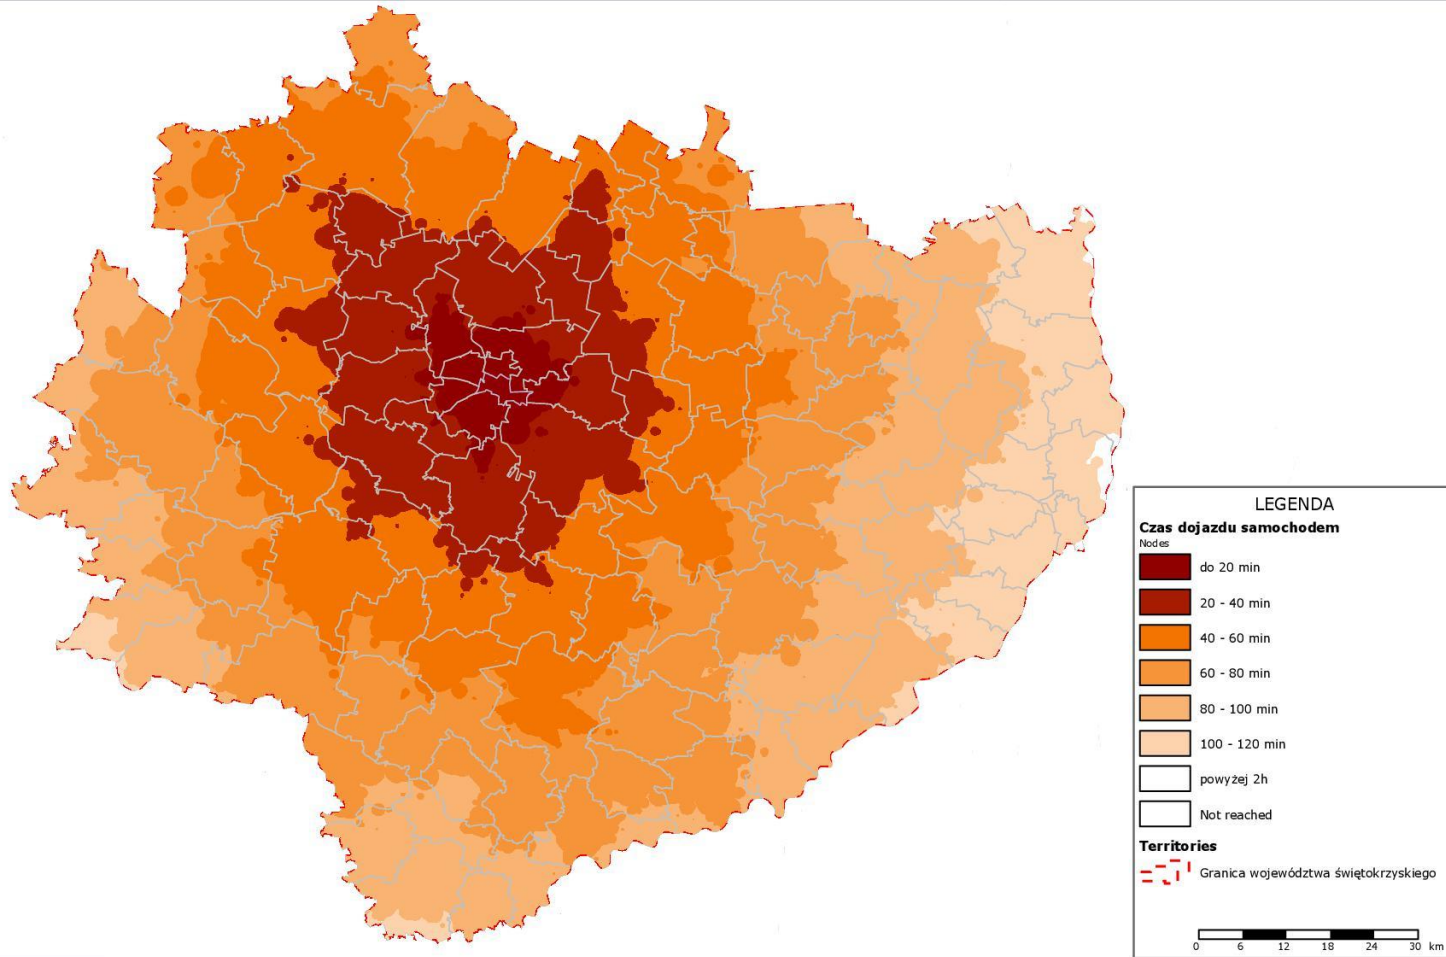 LEGENDA
Czas dojazdu samochodem
Nodes
do 20 min
20 - 40 min
40 - 60 min
60 - 80 min
80 - 100 min
100 - 120 min
powyżej 2h
Not reached
Territories
Granica województwa świętokrzyskiego
0 6 12 18 24 30 km